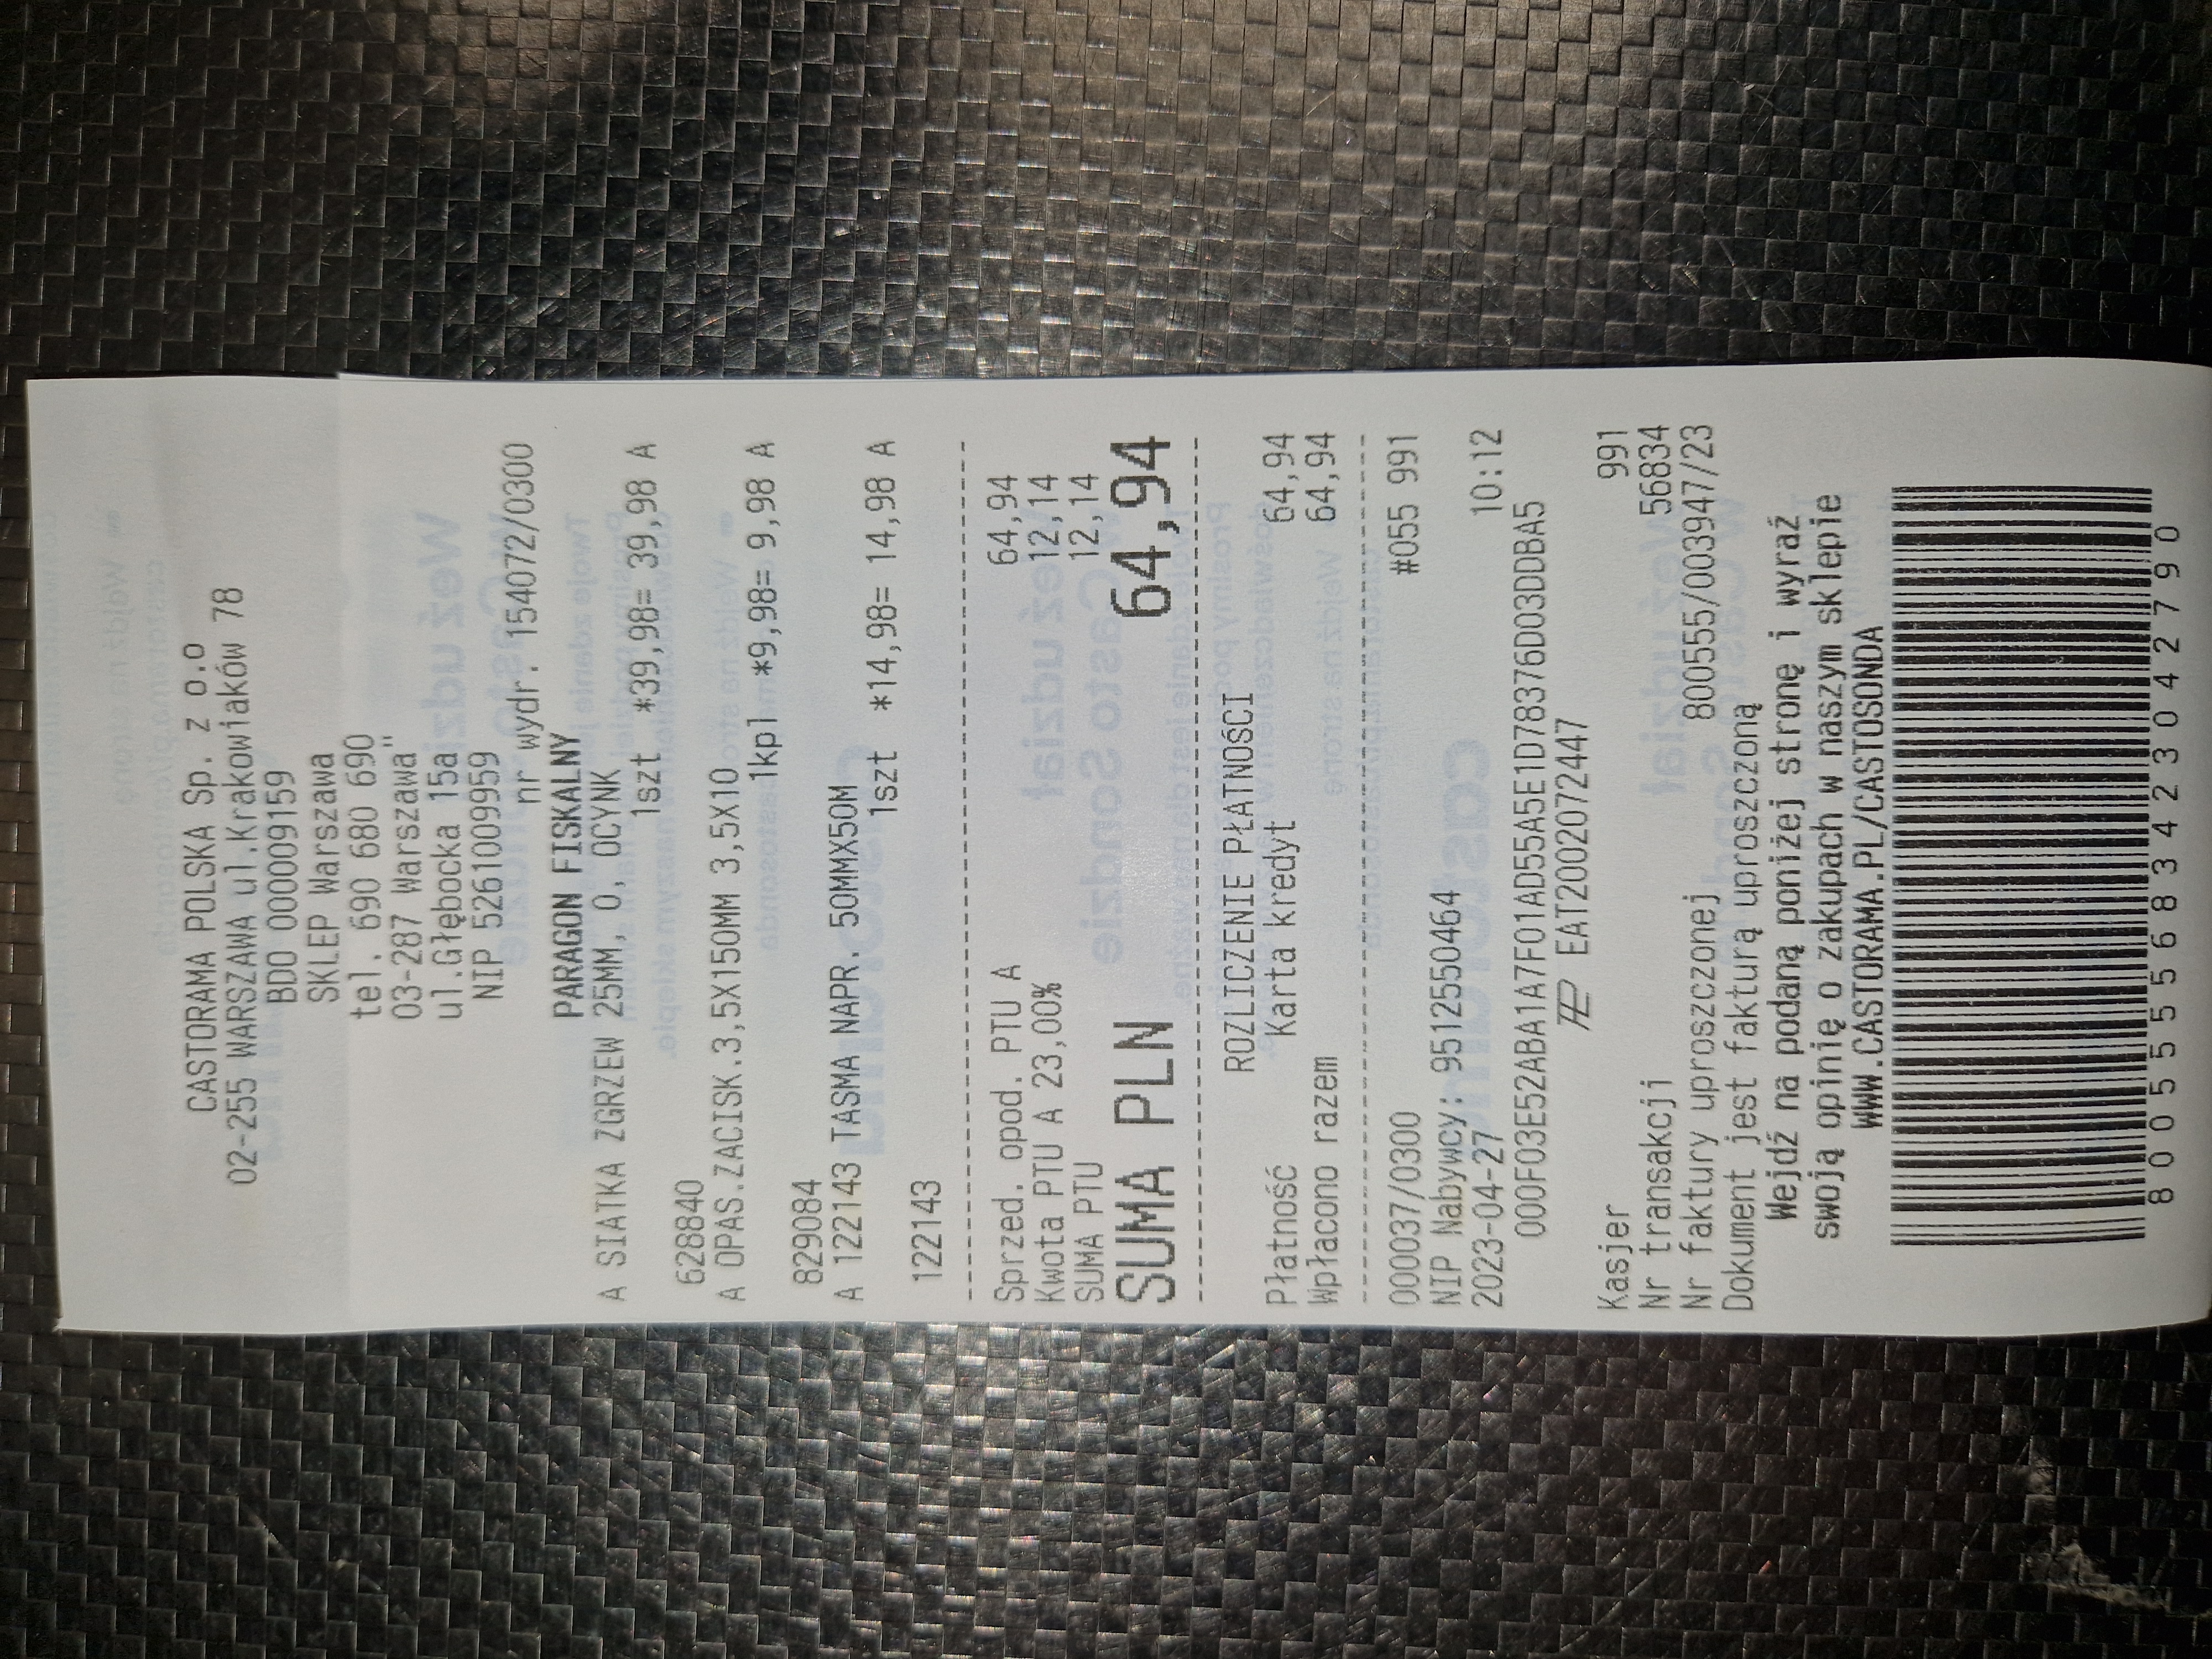 CASTORAMA POLSKA Sp. z o.o
02-255 WARSZAWA ul.Krakowiaków 78
BDO 000009159
SKLEP Warszawa
tel. 690 680 690
03-287 Warszawa"
ul.Głębocka 15a
NIP 5261009959
nr wydr. 154072/0300
PARAGON FISKALNY
A SIATKA ZGRZEW 25MM, 0, OCYNK
1szt *39,98= 39,98 A
628840
A OPAS.ZACISK.3,5X150MM 3,5X10
1kpl *9,98= 9,98 A
829084
A 122143 TASMA NAPR. 50MMX50M
1szt *14,98= 14,98 A
122143
Sprzed. opod. PTU A 64,94
Kwota PTU A 23,00% 12,14
SUMA PTU 12,14
SUMA PLN 64,94
ROZLICZENIE PŁATNOŚCI
Płatność Karta kredyt 64,94
Wpłacono razem 64,94
000037/0300 #055 991
NIP Nabywcy: 9512550464
2023-04-27 10:12
000F03E52ABA1A7F01AD55A5E1D78376D03DDBA5
EAT2002072447
Kasjer 991
Nr transakcji 56834
Nr faktury uproszczonej 800555/003947/23
Dokument jest fakturą uproszczoną
Wejdź na podaną poniżej stronę i wyraź
swoją opinię o zakupach w naszym sklepie
WWW.CASTORAMA.PL/CASTOSONDA
8005555683423042790